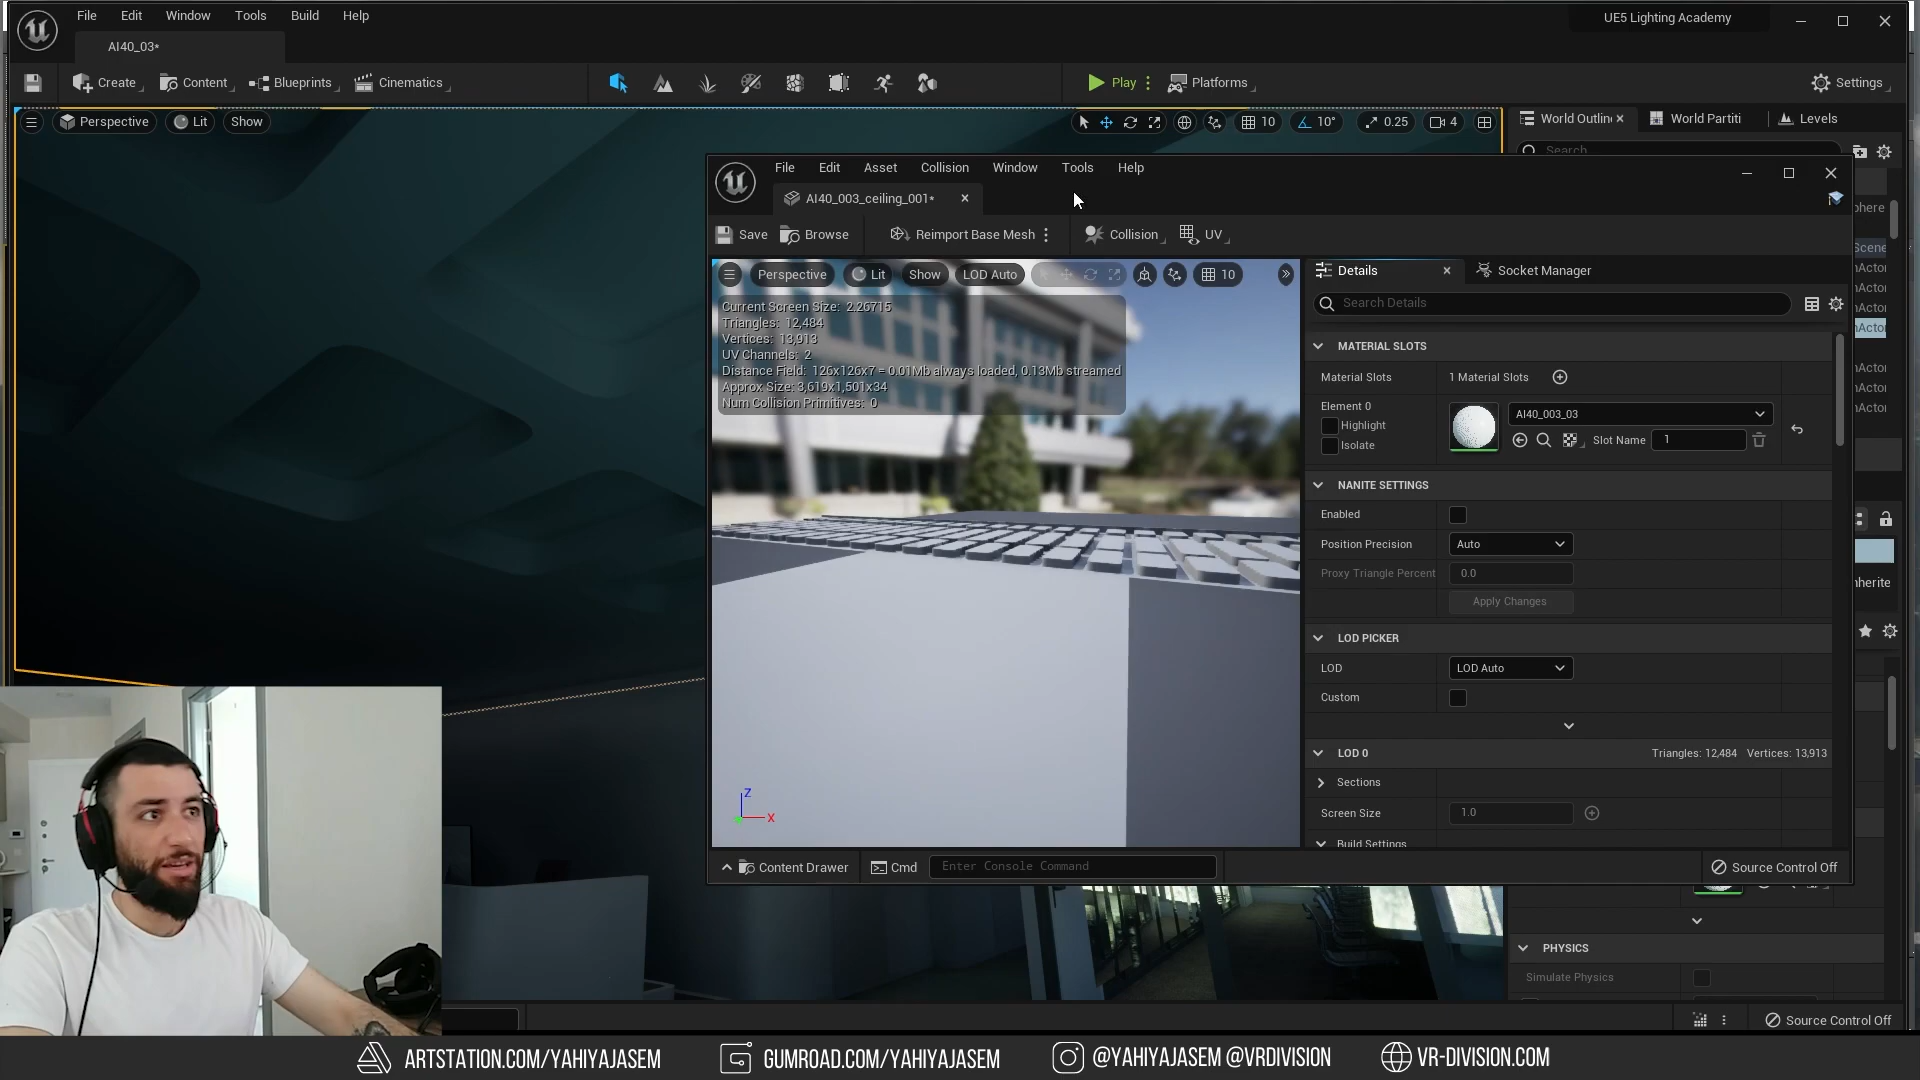 File Edit Window Tools Build Help
UE5 Lighting Academy
AI40_03*
Create Content Blueprints Cinematics Play Platforms Settings
Perspective Lit Show 10 10° 0.25 4
World Outlin World Partiti Levels
Search
File Edit Asset Collision Window Tools Help
AI40_003_ceiling_001*
Save Browse Reimport Base Mesh Collision UV
Perspective Lit Show LOD Auto 10
Details Socket Manager
Search Details
Current Screen Size: 2.26715
Triangles: 12,484
Vertices: 13,913
UV Channels: 2
Distance Field: 126x126x7 = 0.01Mb always loaded, 0.13Mb streamed
Approx Size: 3,619x1,501x34
Num Collision Primitives: 0
MATERIAL SLOTS
Material Slots 1 Material Slots
Element 0
Highlight
Isolate
AI40_003_03
Slot Name 1
NANITE SETTINGS
Enabled
Position Precision Auto
Proxy Triangle Percent 0.0
Apply Changes
LOD PICKER
LOD LOD Auto
Custom
LOD 0 Triangles: 12,484 Vertices: 13,913
Sections
Screen Size 1.0
Build Settings
Z
X
Content Drawer Cmd Enter Console Command Source Control Off
PHYSICS
Simulate Physics
Source Control Off
ARTSTATION.COM/YAHIYAJASEM GUMROAD.COM/YAHIYAJASEM @YAHIYAJASEM @VRDIVISION VR-DIVISION.COM